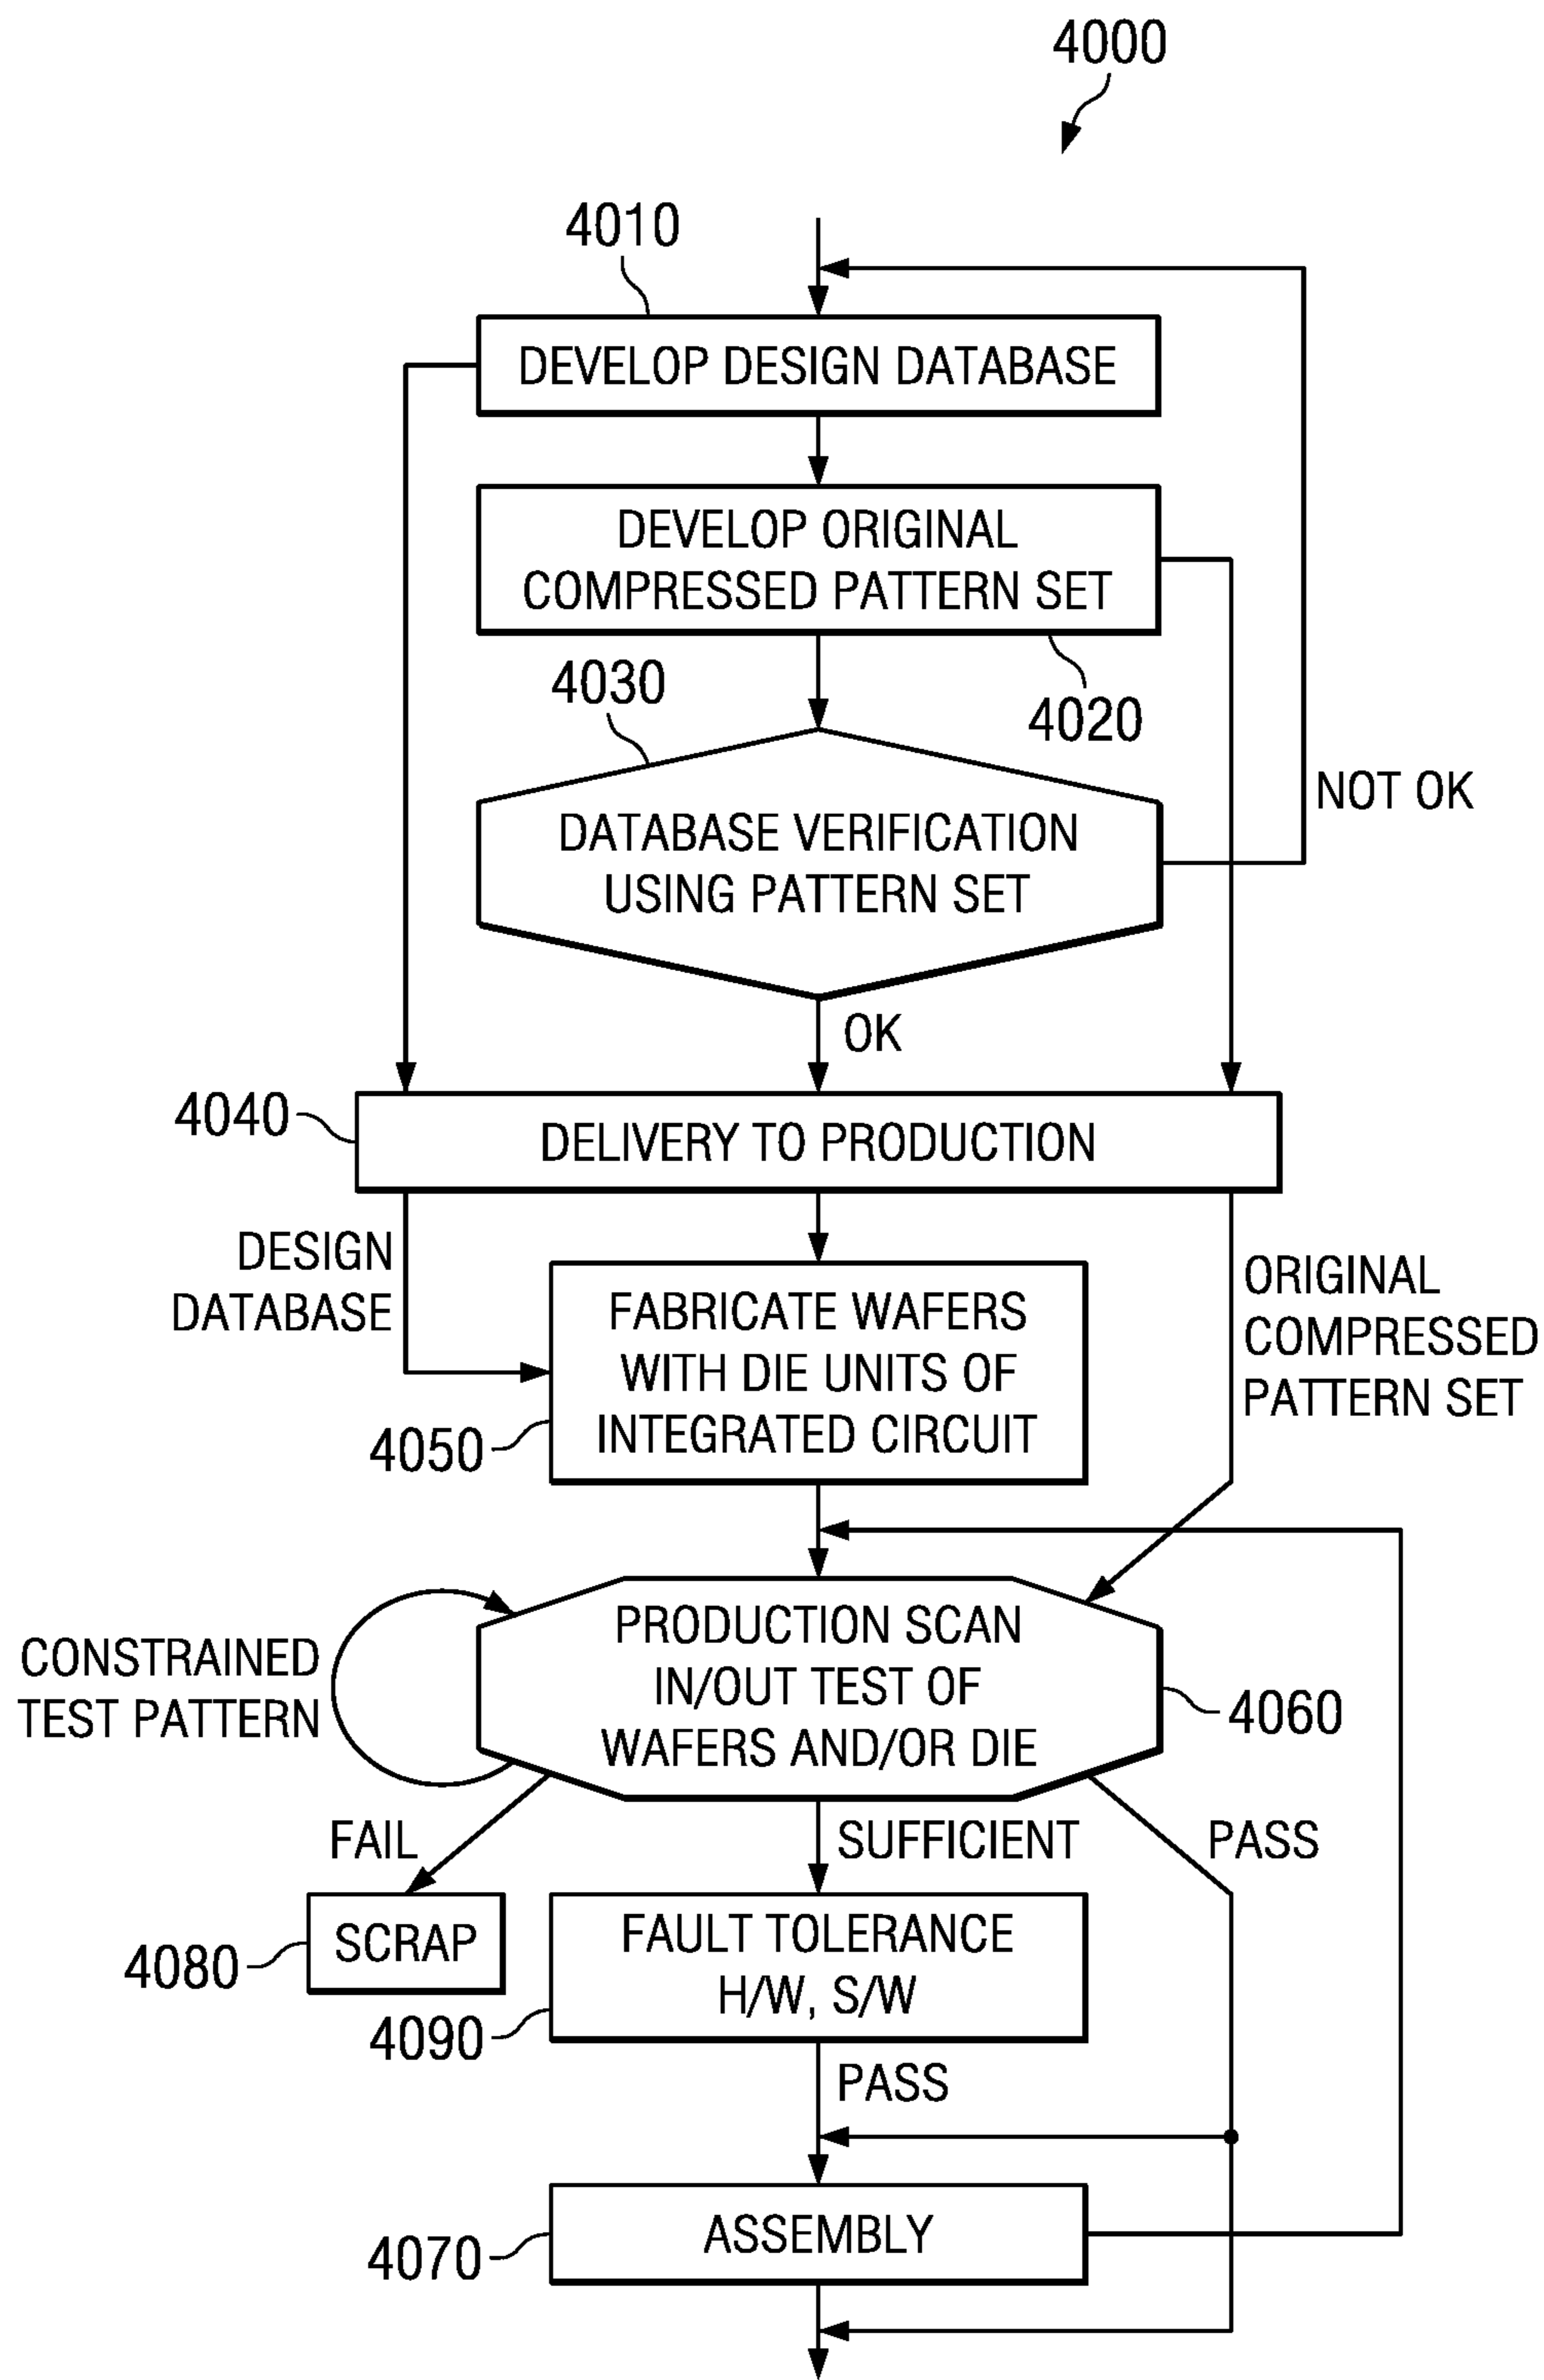 4000
4010
DEVELOP DESIGN DATABASE
DEVELOP ORIGINAL
COMPRESSED PATTERN SET
4020
4030
DATABASE VERIFICATION
USING PATTERN SET
NOT OK
OK
4040
DELIVERY TO PRODUCTION
DESIGN
DATABASE
FABRICATE WAFERS
WITH DIE UNITS OF
INTEGRATED CIRCUIT
4050
ORIGINAL
COMPRESSED
PATTERN SET
CONSTRAINED
TEST PATTERN
PRODUCTION SCAN
IN/OUT TEST OF
WAFERS AND/OR DIE
4060
FAIL
SUFFICIENT
PASS
SCRAP
4080
FAULT TOLERANCE
H/W, S/W
4090
PASS
ASSEMBLY
4070